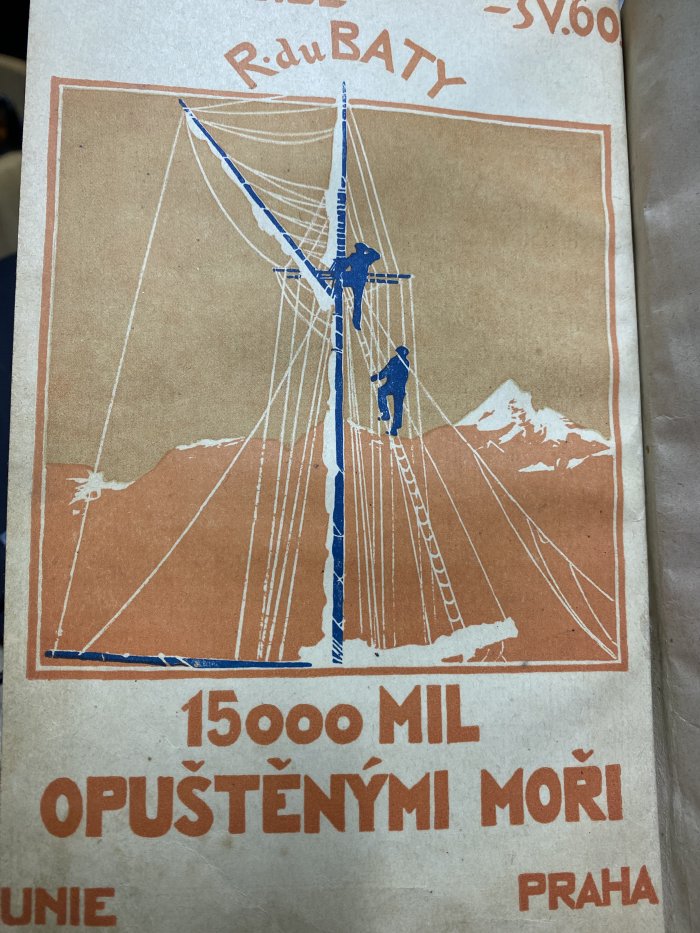 -SV.60
R. du BATY
15000 MIL
OPUŠTĚNÝMI MOŘI
UNIE PRAHA